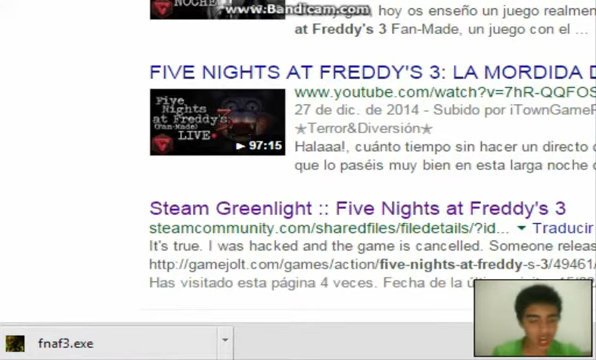 NOCHE
www.Bandicam.com
, hoy os enseño un juego realmen
at Freddy's 3 Fan-Made, un juego con el ...
FIVE NIGHTS AT FREDDY'S 3: LA MORDIDA D
www.youtube.com/watch?v=7hR-QQFOS
27 de dic. de 2014 - Subido por iTownGameP
★Terror&Diversión★
Halaaa!, cuánto tiempo sin hacer un directo c
que lo paséis muy bien en esta larga noche c
Five
Nights
at Freddy's
(Fan-Made)
LIVE.
97:15
Steam Greenlight :: Five Nights at Freddy's 3
steamcommunity.com/sharedfiles/filedetails/?id... Traducir
It's true. I was hacked and the game is cancelled. Someone releas
http://gamejolt.com/games/action/five-nights-at-freddy-s-3/49461/
Has visitado esta página 4 veces. Fecha de la
fnaf3.exe